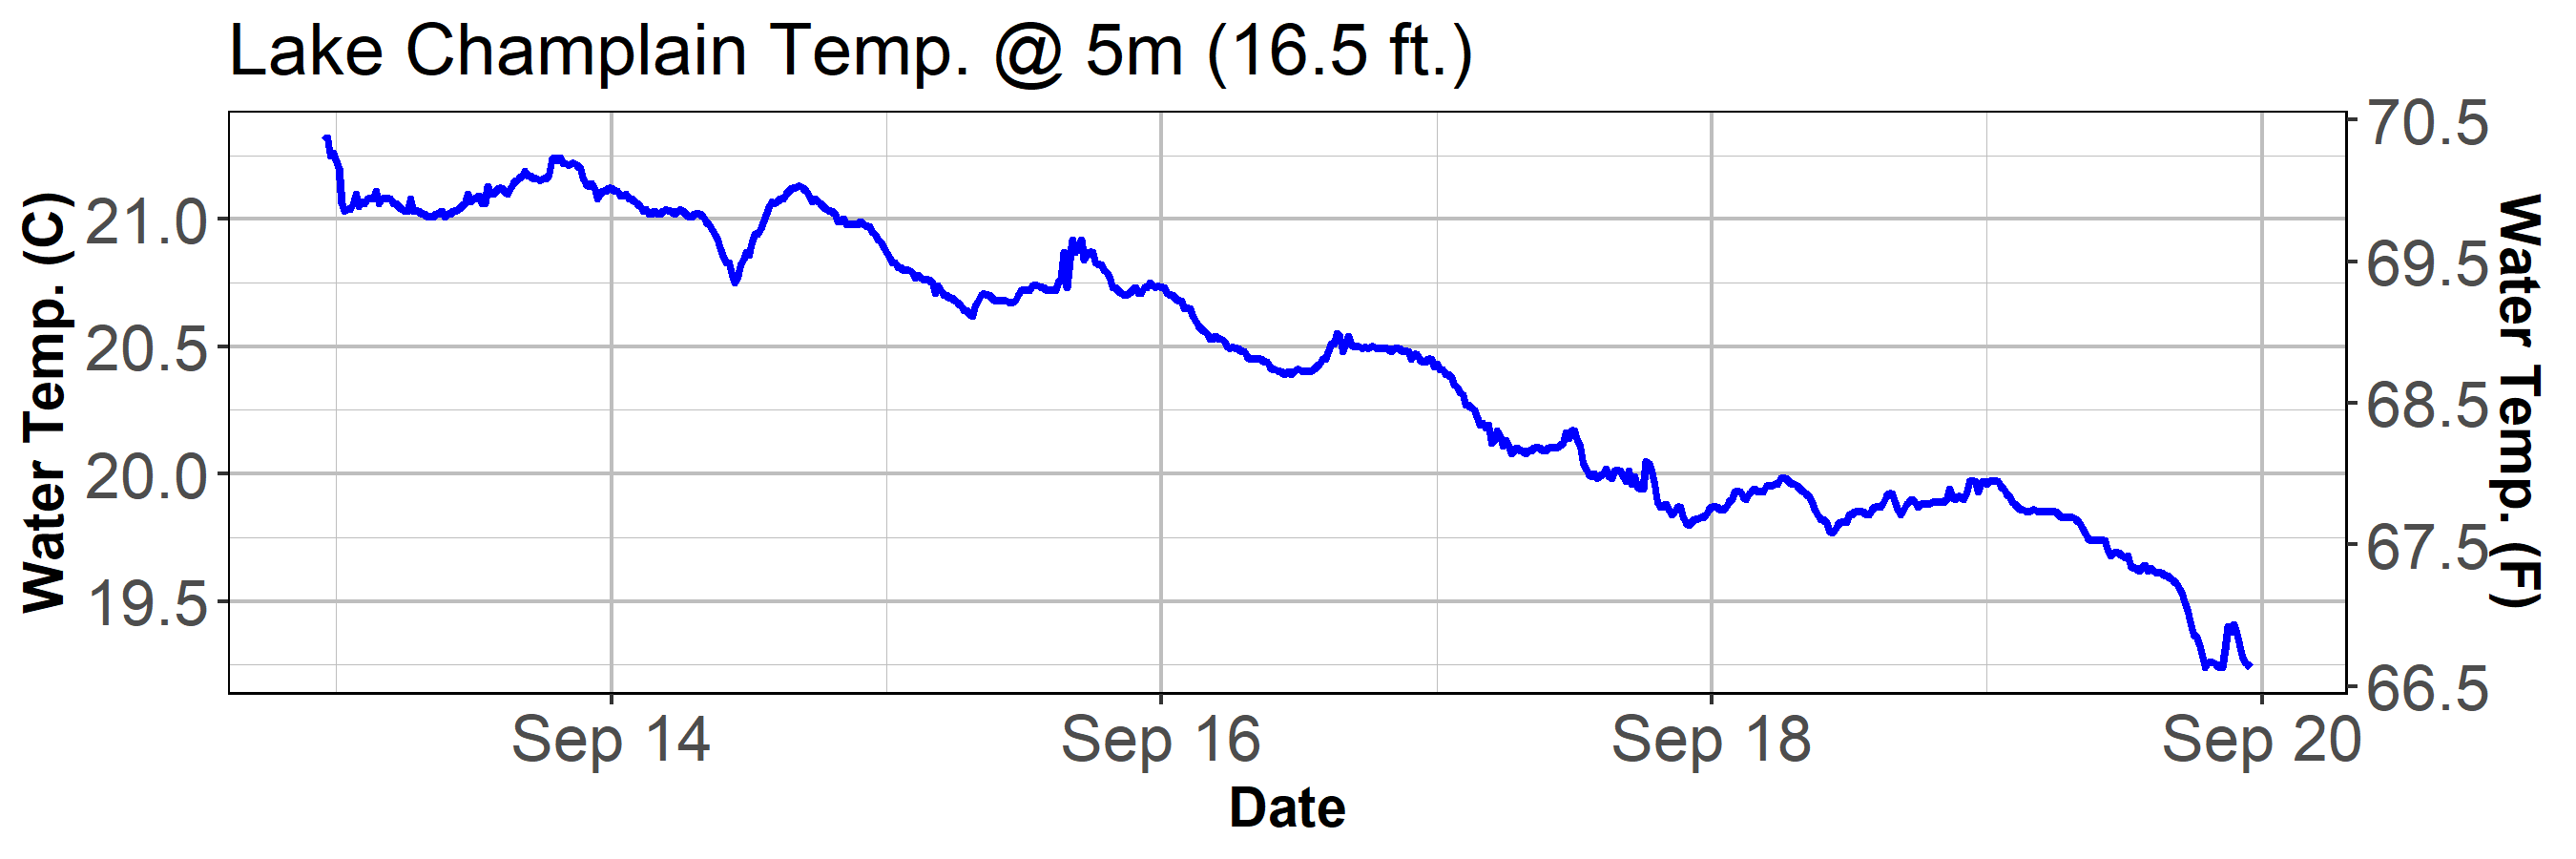 Lake Champlain Temp. @ 5m (16.5 ft.)
Water Temp. (C)
21.0
20.5
20.0
19.5
70.5
69.5
68.5
67.5
66.5
Water Temp. (F)
Sep 14 Sep 16 Sep 18 Sep 20
Date